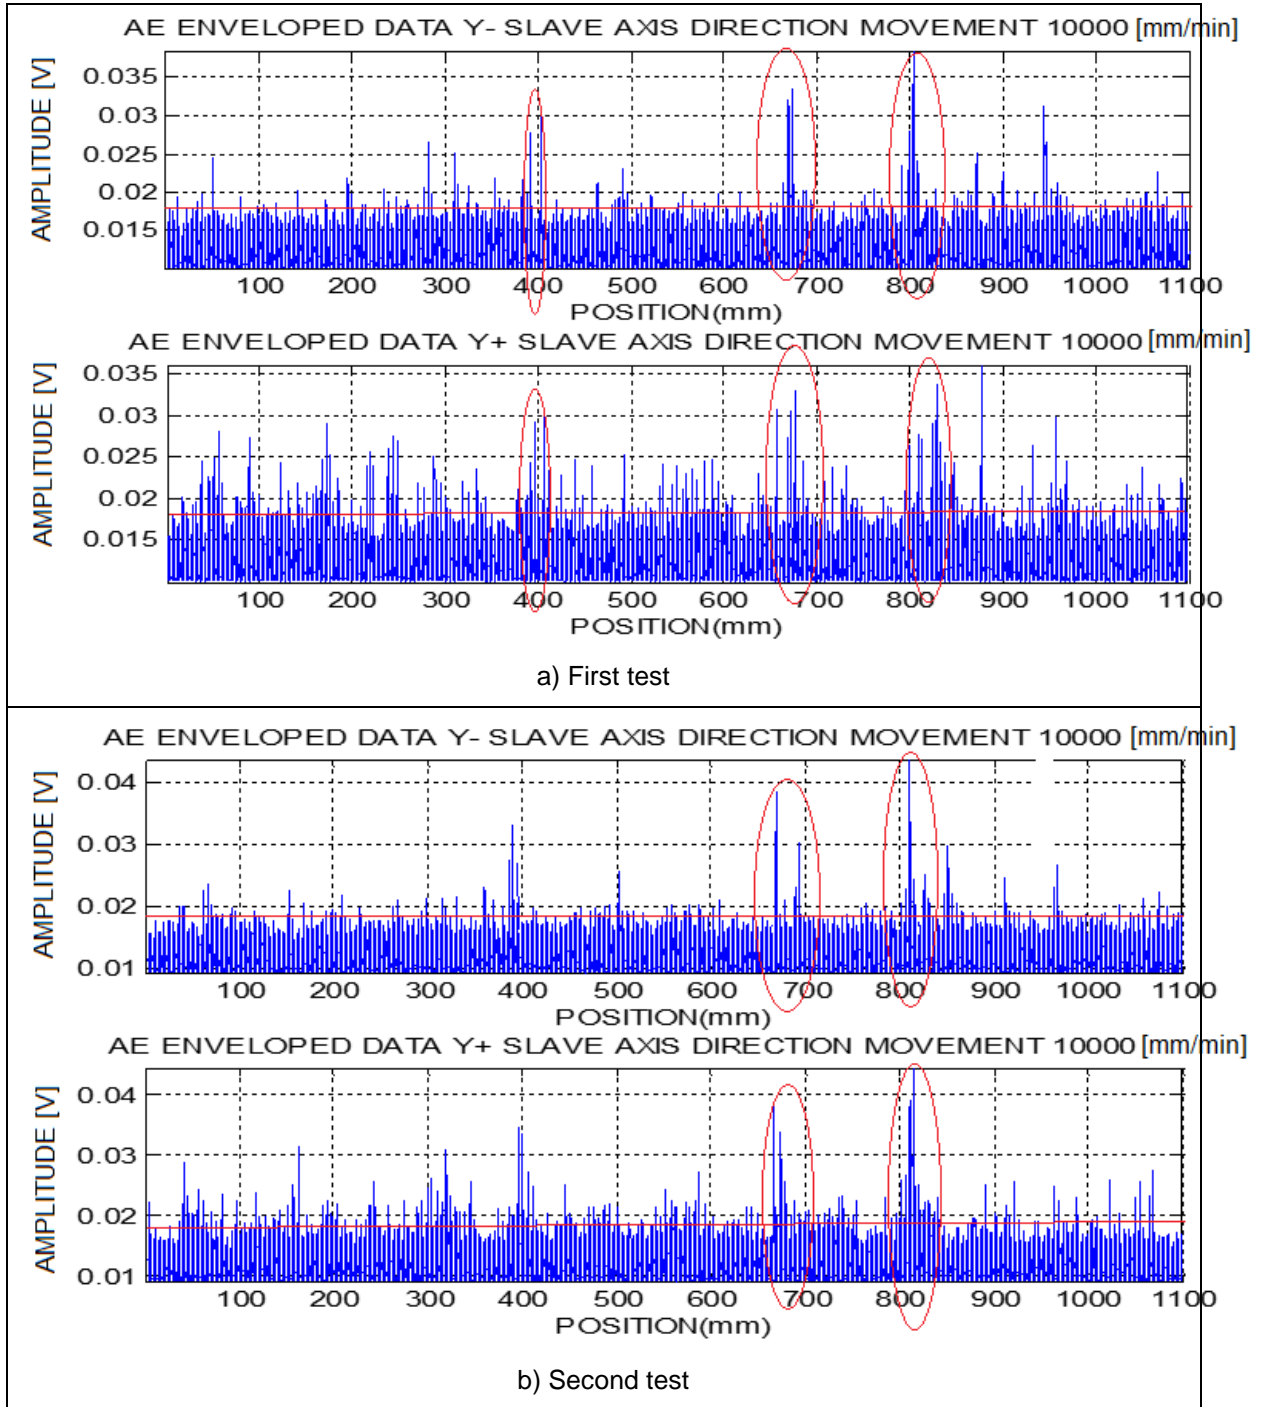 AE ENVELOPED DATA Y- SLAVE AXIS DIRECTION MOVEMENT 10000 [mm/min]
AMPLITUDE [V]
0.035
0.03
0.025
0.02
0.015
100 200 300 400 500 600 700 800 900 1000 1100
POSITION(mm)
AE ENVELOPED DATA Y+ SLAVE AXIS DIRECTION MOVEMENT 10000 [mm/min]
AMPLITUDE [V]
0.035
0.03
0.025
0.02
0.015
100 200 300 400 500 600 700 800 900 1000 1100
POSITION(mm)
a) First test
AE ENVELOPED DATA Y- SLAVE AXIS DIRECTION MOVEMENT 10000 [mm/min]
AMPLITUDE [V]
0.04
0.03
0.02
0.01
100 200 300 400 500 600 700 800 900 1000 1100
POSITION(mm)
AE ENVELOPED DATA Y+ SLAVE AXIS DIRECTION MOVEMENT 10000 [mm/min]
AMPLITUDE [V]
0.04
0.03
0.02
0.01
100 200 300 400 500 600 700 800 900 1000 1100
POSITION(mm)
b) Second test